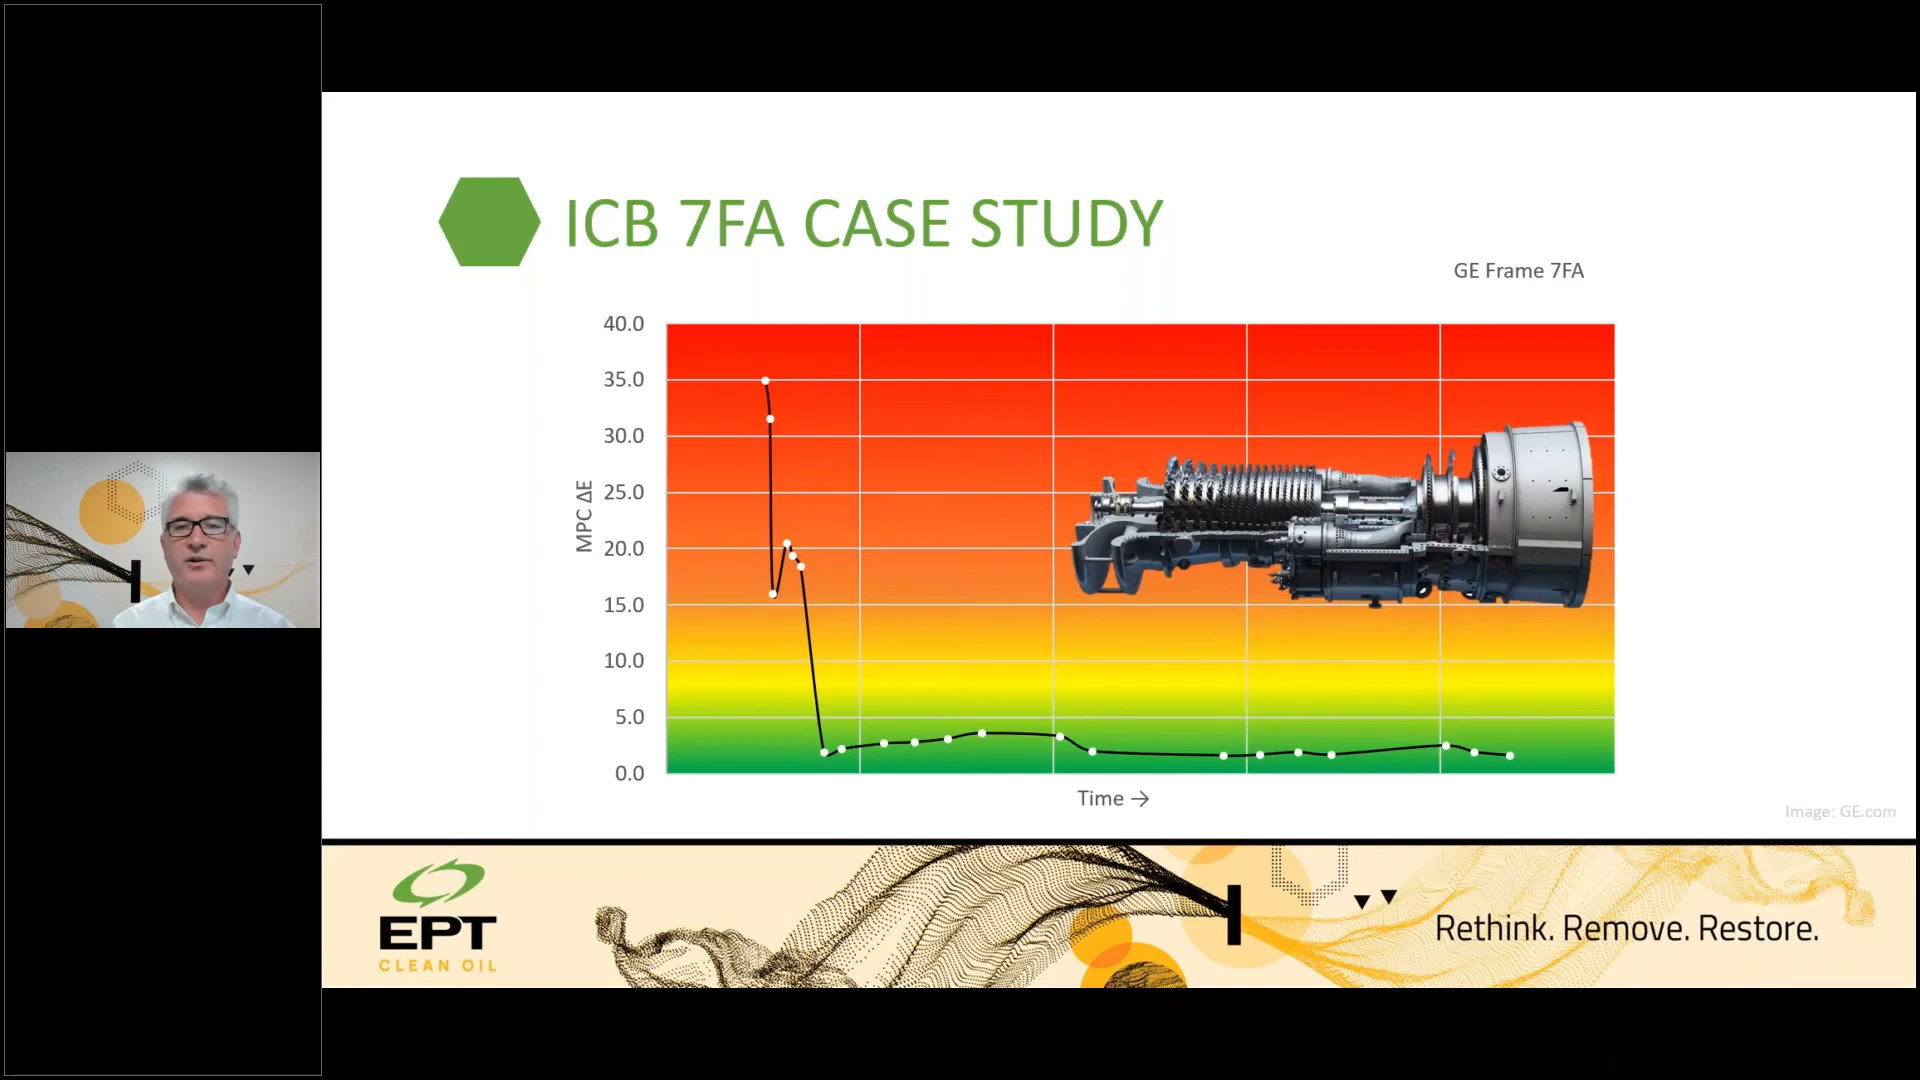 ICB 7FA CASE STUDY
GE Frame 7FA
40.0
35.0
30.0
25.0
20.0
15.0
10.0
5.0
0.0
MPC ΔE
Time →
Image: GE.com
EPT
CLEAN OIL
Rethink. Remove. Restore.